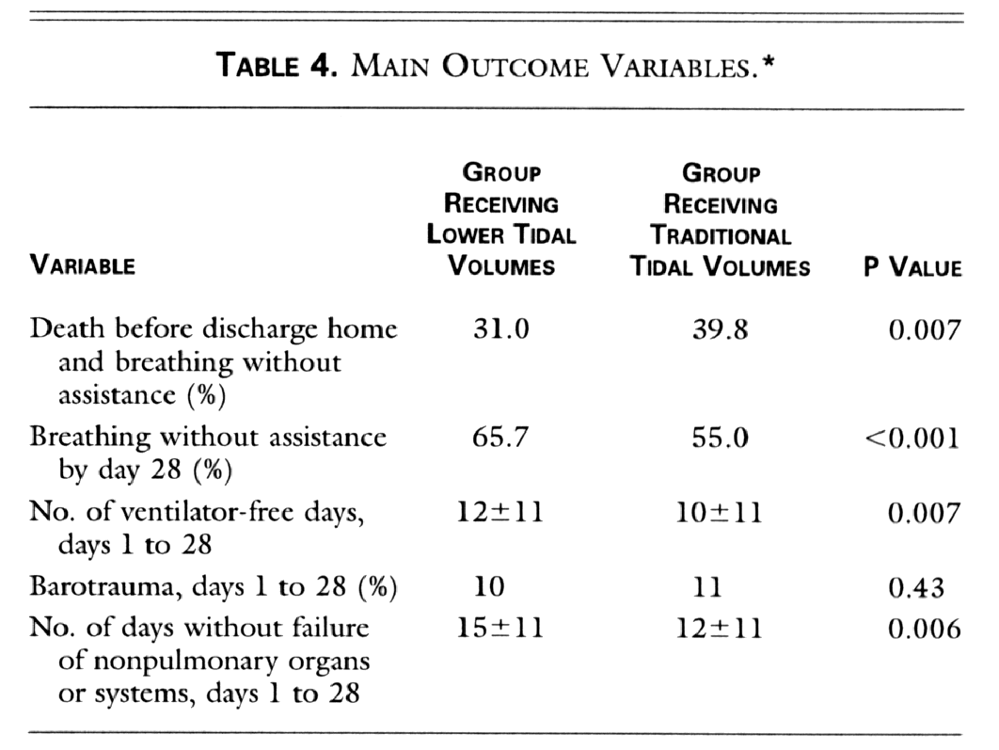 TABLE 4. MAIN OUTCOME VARIABLES.*
VARIABLE
GROUP
RECEIVING
LOWER TIDAL
VOLUMES
GROUP
RECEIVING
TRADITIONAL
TIDAL VOLUMES
P VALUE
Death before discharge home 31.0 39.8 0.007
and breathing without
assistance (%)
Breathing without assistance 65.7 55.0 <0.001
by day 28 (%)
No. of ventilator-free days, 12±11 10±11 0.007
days 1 to 28
Barotrauma, days 1 to 28 (%) 10 11 0.43
No. of days without failure 15±11 12±11 0.006
of nonpulmonary organs
or systems, days 1 to 28